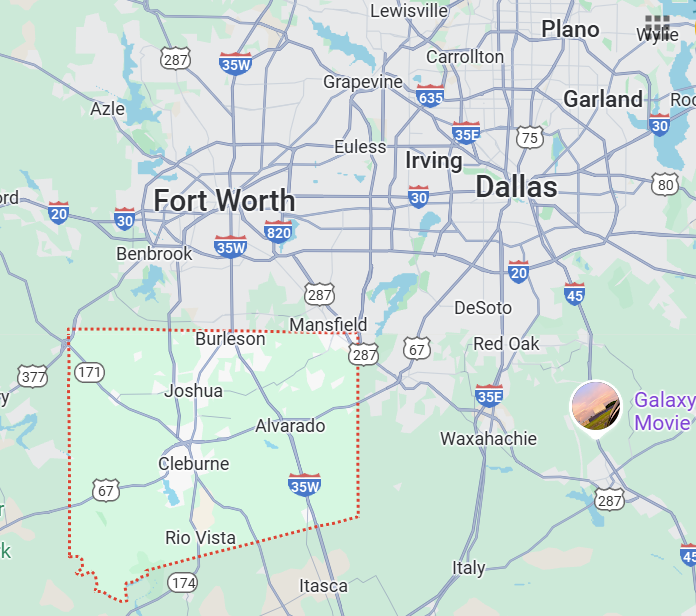 Lewisville
Plano
Wylie
287
35W
Carrollton
Grapevine
635
Garland
Azle
30
35E
75
Euless
Irving
80
Fort Worth
Dallas
30
20
30
820
35W
Benbrook
20
287
45
DeSoto
Mansfield
Burleson
Red Oak
287
67
377
171
Joshua
35E
Galaxy
Movie
Alvarado
Waxahachie
Cleburne
67
35W
287
Rio Vista
Italy
174
Itasca